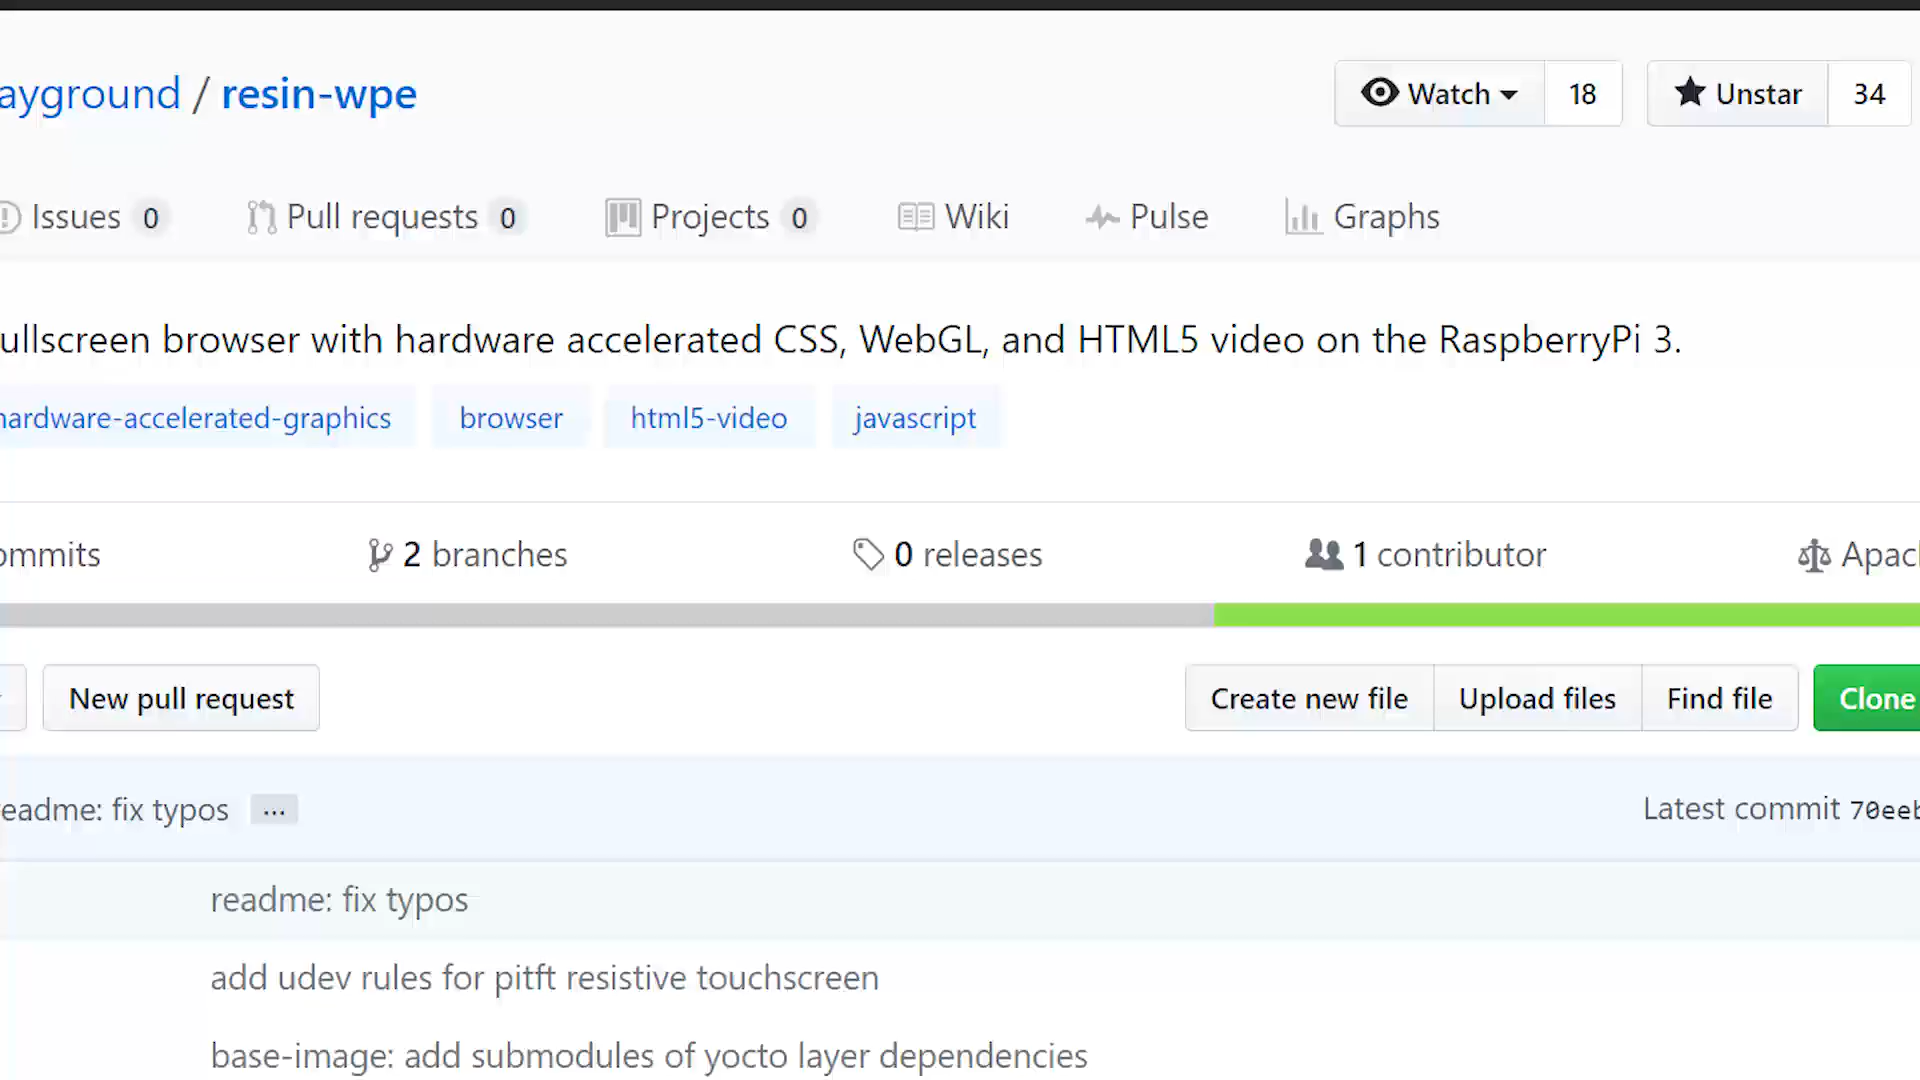 ayground / resin-wpe
Watch 18 Unstar 34
Issues 0 Pull requests 0 Projects 0 Wiki Pulse Graphs
ullscreen browser with hardware accelerated CSS, WebGL, and HTML5 video on the RaspberryPi 3.
hardware-accelerated-graphics browser html5-video javascript
ommits 2 branches 0 releases 1 contributor Apac
New pull request Create new file Upload files Find file Clone
readme: fix typos ... Latest commit 70eeb
readme: fix typos
add udev rules for pitft resistive touchscreen
base-image: add submodules of yocto layer dependencies